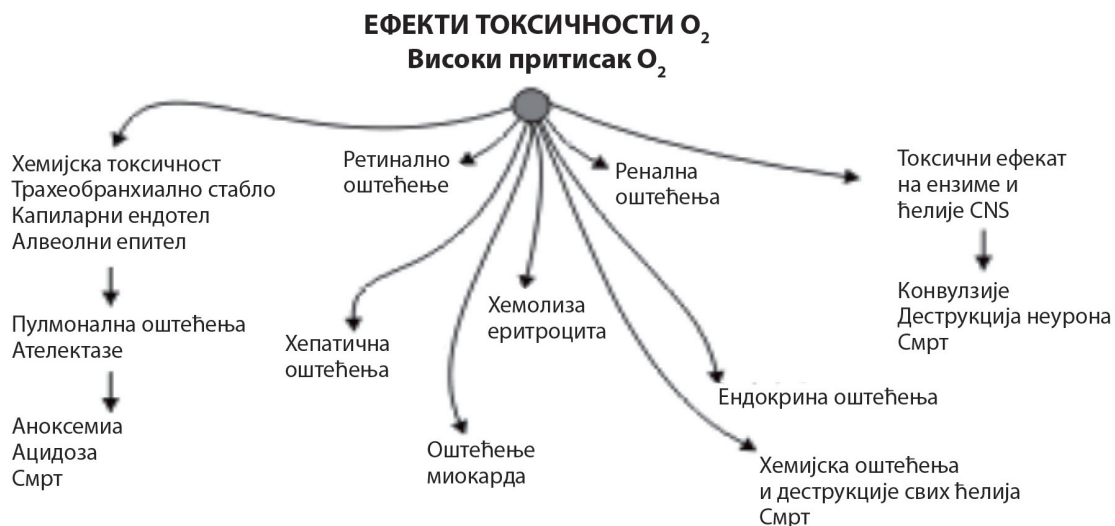 ЕФЕКТИ ТОКСИЧНОСТИ O₂
Високи притисак O₂
Хемијска токсичност
Трахеобранхиално стабло
Капиларни ендотел
Алвеолни епител
Пулмонална оштећења
Ателектазе
Аноксемиа
Ацидоза
Смрт
Ретинално
оштећење
Хепатична
оштећења
Оштећење
миокарда
Хемолиза
еритроцита
Ренална
оштећења
Ендокрина оштећења
Хемијска оштећења
и деструкције свих ћелија
Смрт
Токсични ефекат
на ензиме и
ћелије CNS
Конвулзије
Деструкција неурона
Смрт